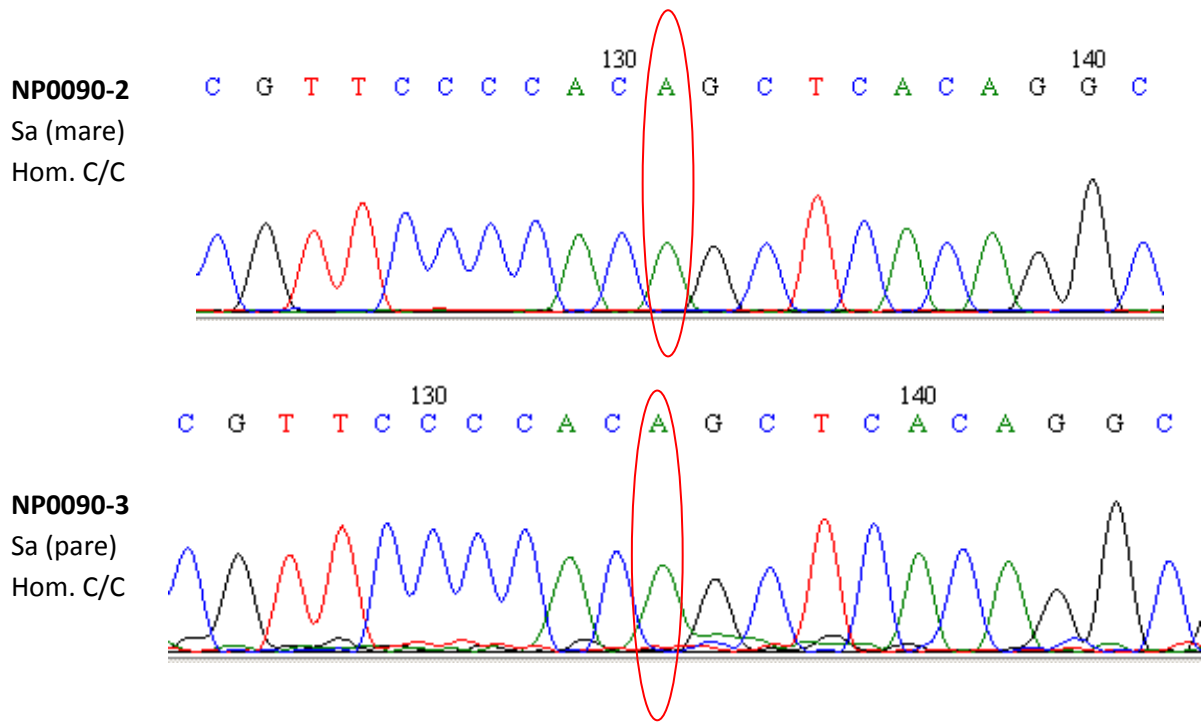 130 140
C G T T C C C C A C A G C T C A C A G G C
NP0090-2
Sa (mare)
Hom. C/C
130 140
C G T T C C C C A C A G C T C A C A G G C
NP0090-3
Sa (pare)
Hom. C/C